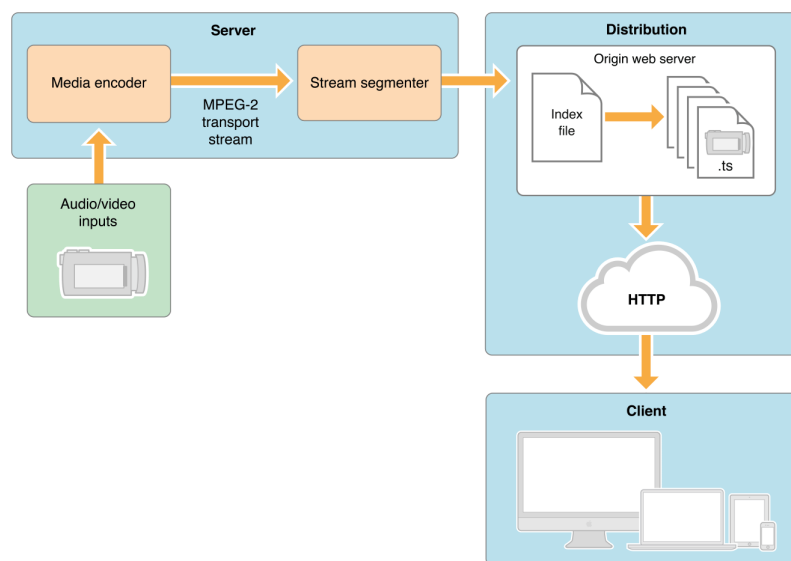 Server
Media encoder
MPEG-2
transport
stream
Stream segmenter
Audio/video
inputs
Distribution
Origin web server
Index
file
.ts
HTTP
Client